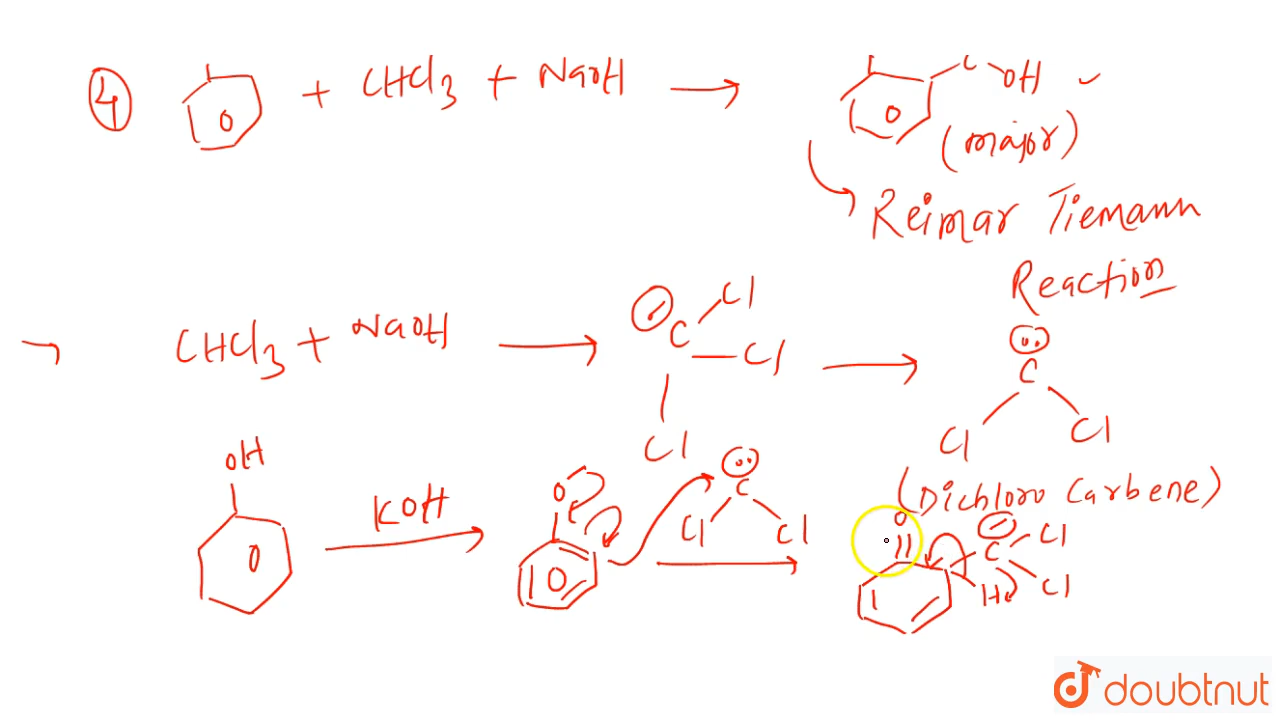 4 + CHCl3 + NaOH → C OH
(major)
Reimar Tiemann
Reaction
→ CHCl3 + NaOH → C Cl Cl Cl → C Cl Cl
(Dichloro Carbene)
OH KOH O C Cl Cl O C Cl Cl H
doubtnut